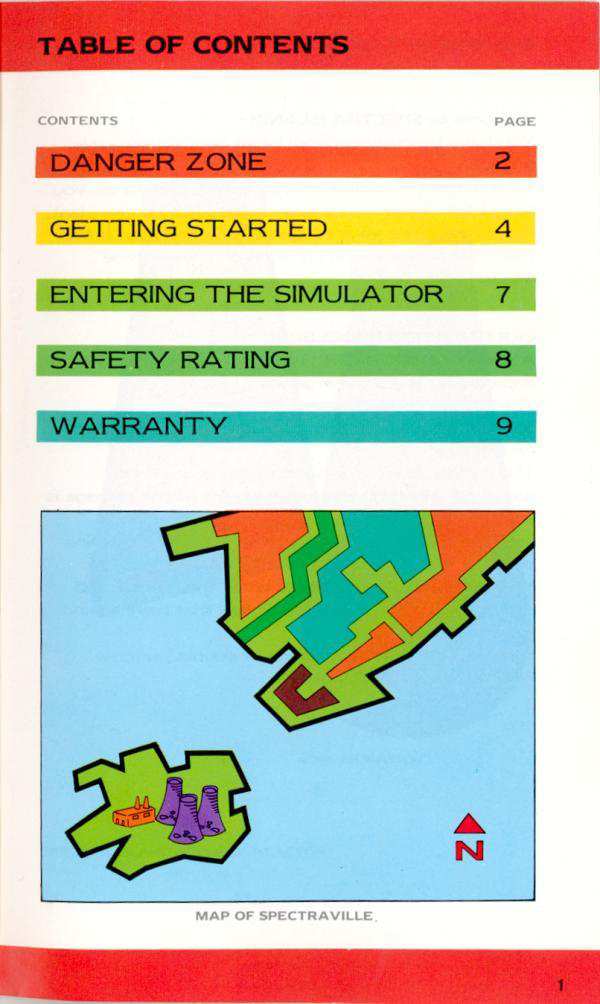 TABLE OF CONTENTS
CONTENTS PAGE
DANGER ZONE 2
GETTING STARTED 4
ENTERING THE SIMULATOR 7
SAFETY RATING 8
WARRANTY 9
N
MAP OF SPECTRAVILLE.
1